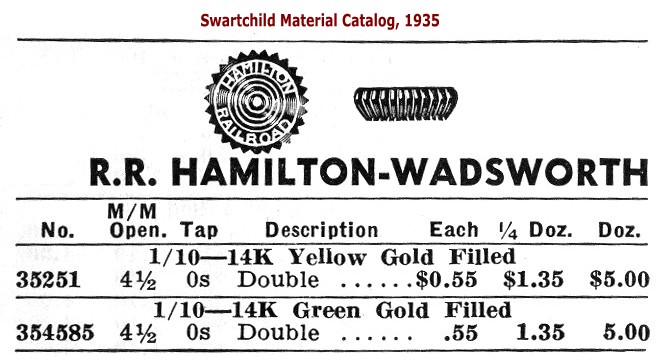 Swartchild Material Catalog, 1935
HAMILTON
RAILROAD
R.R. HAMILTON-WADSWORTH
M/M
No. Open. Tap Description Each ¼ Doz. Doz.
1/10—14K Yellow Gold Filled
35251 4½ 0s Double ......$0.55 $1.35 $5.00
1/10—14K Green Gold Filled
354585 4½ 0s Double ...... .55 1.35 5.00